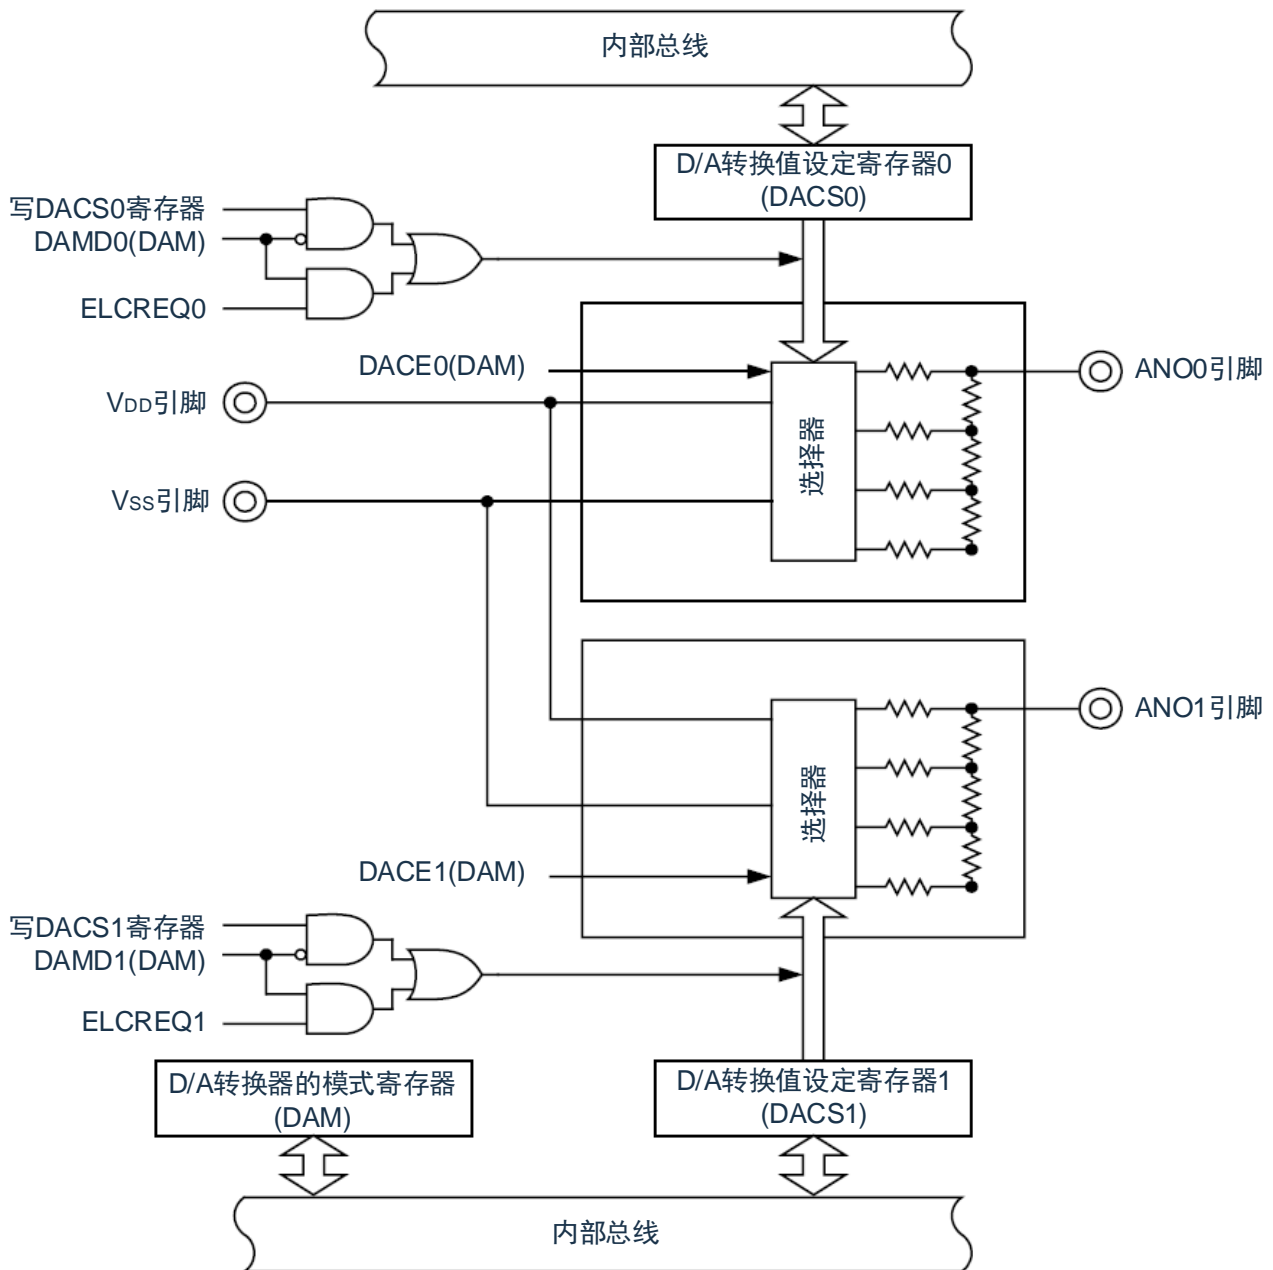 内部总线
D/A转换值设定寄存器0
(DACS0)
写DACS0寄存器
DAMD0(DAM)
ELCREQ0
DACE0(DAM)
VDD引脚
VSS引脚
选择器
ANO0引脚
选择器
ANO1引脚
DACE1(DAM)
写DACS1寄存器
DAMD1(DAM)
ELCREQ1
D/A转换器的模式寄存器
(DAM)
D/A转换值设定寄存器1
(DACS1)
内部总线